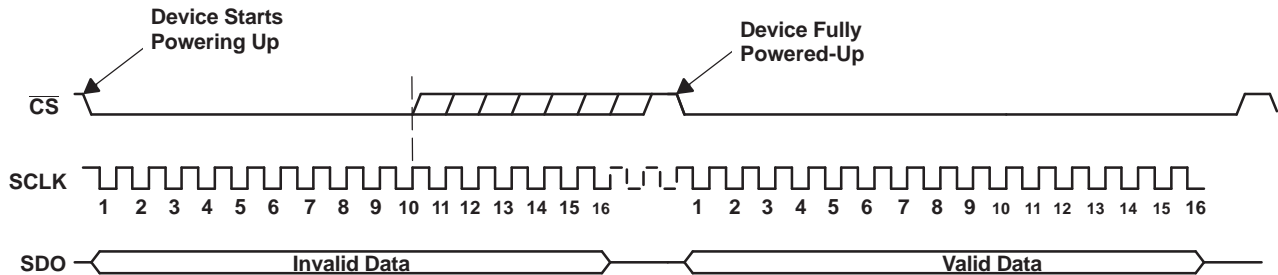 Device Starts
Powering Up
Device Fully
Powered-Up
CS
SCLK
1 2 3 4 5 6 7 8 9 10 11 12 13 14 15 16 1 2 3 4 5 6 7 8 9 10 11 12 13 14 15 16
SDO Invalid Data Valid Data